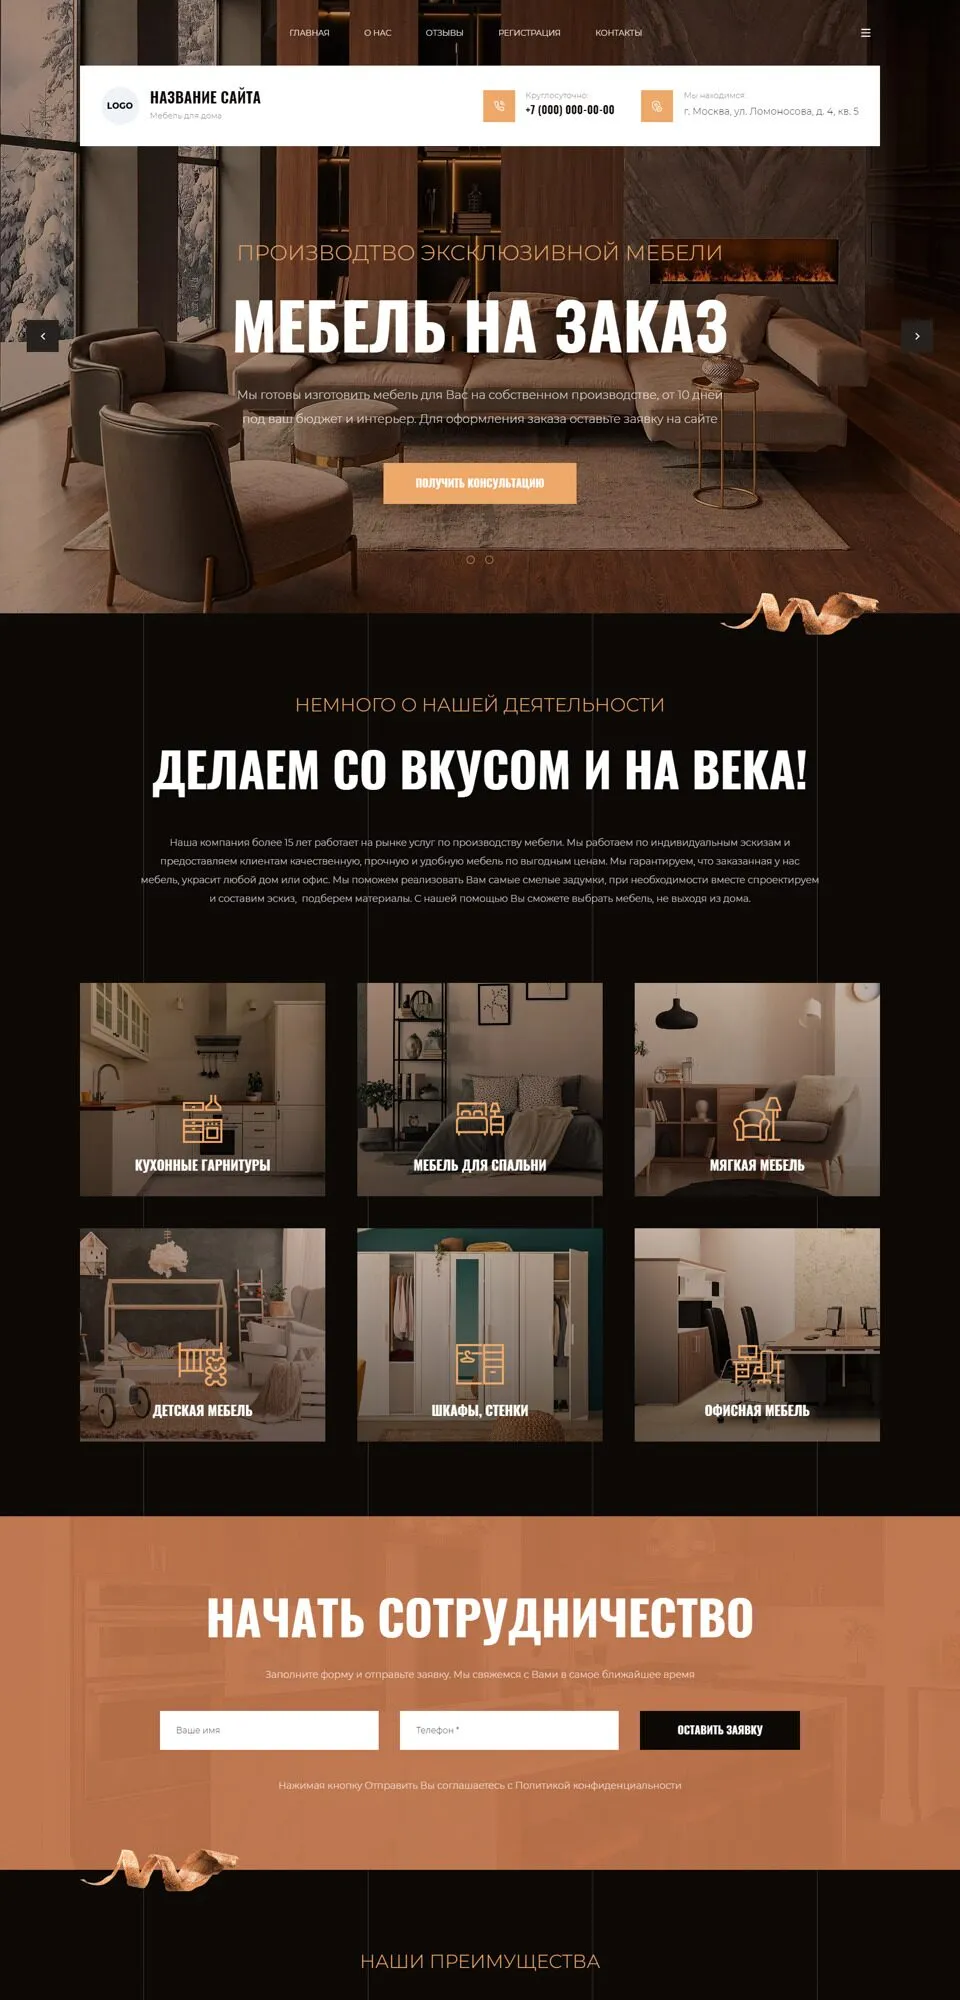 ГЛАВНАЯ О НАС ОТЗЫВЫ РЕГИСТРАЦИЯ КОНТАКТЫ
LOGO
НАЗВАНИЕ САЙТА
Мебель для дома
Круглосуточно:
+7 (000) 000-00-00
Мы находимся:
г. Москва, ул. Ломоносова, д. 4, кв. 5
ПРОИЗВОДТВО ЭКСКЛЮЗИВНОЙ МЕБЕЛИ
МЕБЕЛЬ НА ЗАКАЗ
Мы готовы изготовить мебель для Вас на собственном производстве, от 10 дней
под ваш бюджет и интерьер. Для оформления заказа оставьте заявку на сайте
ПОЛУЧИТЬ КОНСУЛЬТАЦИЮ
НЕМНОГО О НАШЕЙ ДЕЯТЕЛЬНОСТИ
ДЕЛАЕМ СО ВКУСОМ И НА ВЕКА!
Наша компания более 15 лет работает на рынке услуг по производству мебели. Мы работаем по индивидуальным эскизам и
предоставляем клиентам качественную, прочную и удобную мебель по выгодным ценам. Мы гарантируем, что заказанная у нас
мебель, украсит любой дом или офис. Мы поможем реализовать Вам самые смелые задумки, при необходимости вместе спроектируем
и составим эскиз, подберем материалы. С нашей помощью Вы сможете выбрать мебель, не выходя из дома.
КУХОННЫЕ ГАРНИТУРЫ
МЕБЕЛЬ ДЛЯ СПАЛЬНИ
МЯГКАЯ МЕБЕЛЬ
ДЕТСКАЯ МЕБЕЛЬ
ШКАФЫ, СТЕНКИ
ОФИСНАЯ МЕБЕЛЬ
НАЧАТЬ СОТРУДНИЧЕСТВО
Заполните форму и отправьте заявку. Мы свяжемся с Вами в самое ближайшее время
Ваше имя
Телефон *
ОСТАВИТЬ ЗАЯВКУ
Нажимая кнопку Отправить Вы соглашаетесь с Политикой конфиденциальности
НАШИ ПРЕИМУЩЕСТВА